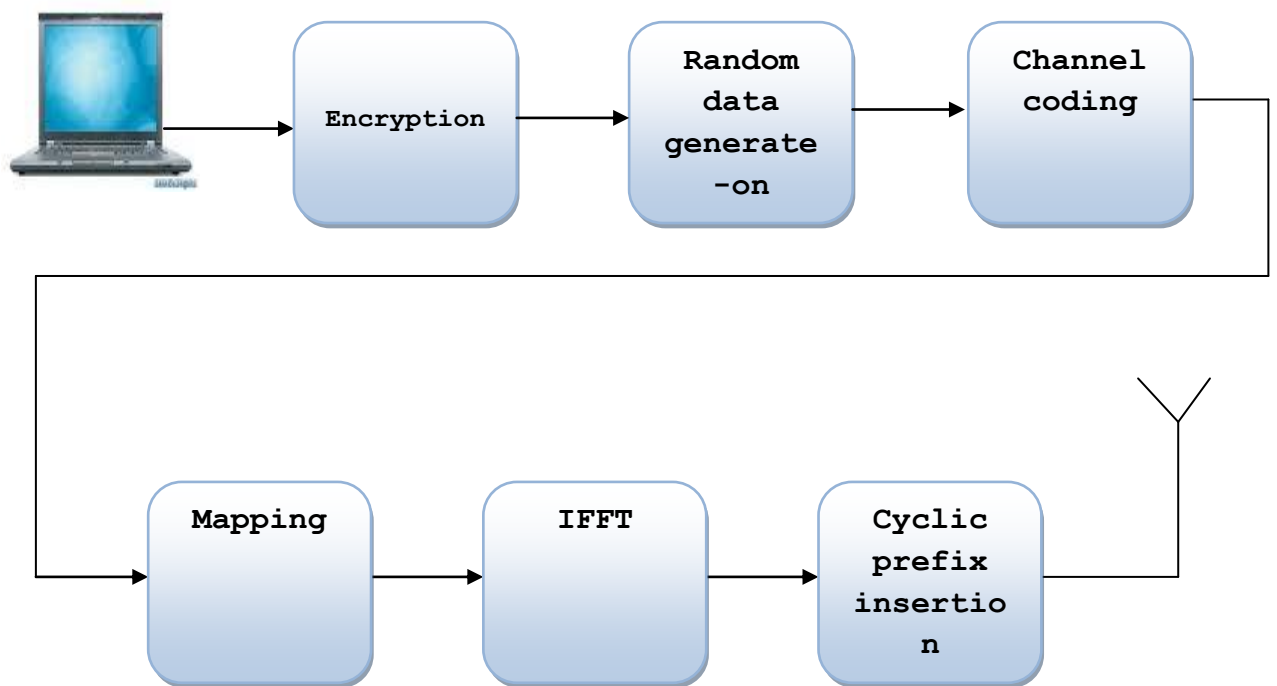 Encryption
Random
data
generate
-on
Channel
coding
Mapping
IFFT
Cyclic
prefix
insertio
n